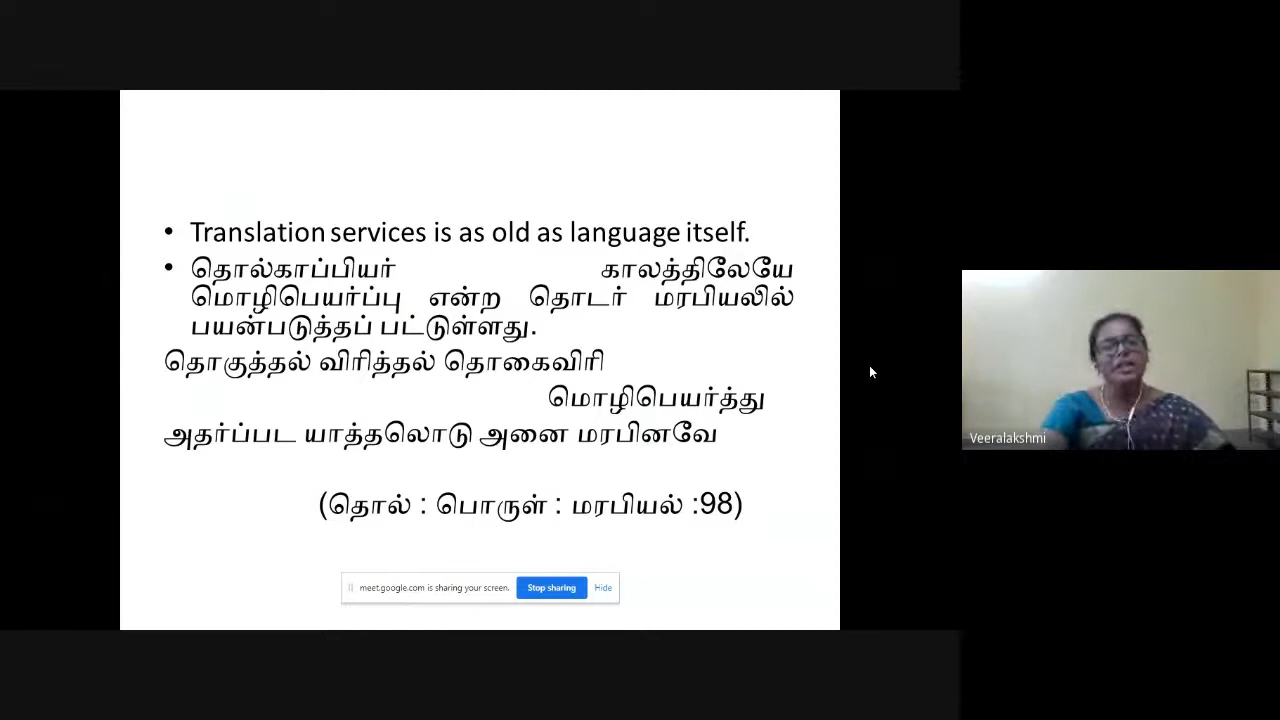 • Translation services is as old as language itself.
• தொல்காப்பியர் காலத்திலேயே
மொழிபெயர்ப்பு என்ற தொடர் மரபியலில்
பயன்படுத்தப் பட்டுள்ளது.
தொகுத்தல் விரித்தல் தொகைவிரி
மொழிபெயர்த்து
அதர்ப்பட யாத்தலொடு அனை மரபினவே
(தொல் : பொருள் : மரபியல் :98)
meet.google.com is sharing your screen. Stop sharing Hide
Veeralakshmi